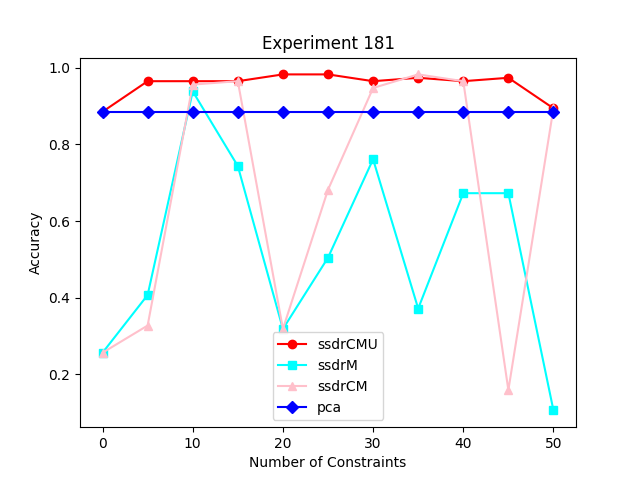 Experiment 181
Accuracy
1.0
0.8
0.6
0.4
0.2
ssdrCMU
ssdrM
ssdrCM
pca
0 10 20 30 40 50
Number of Constraints